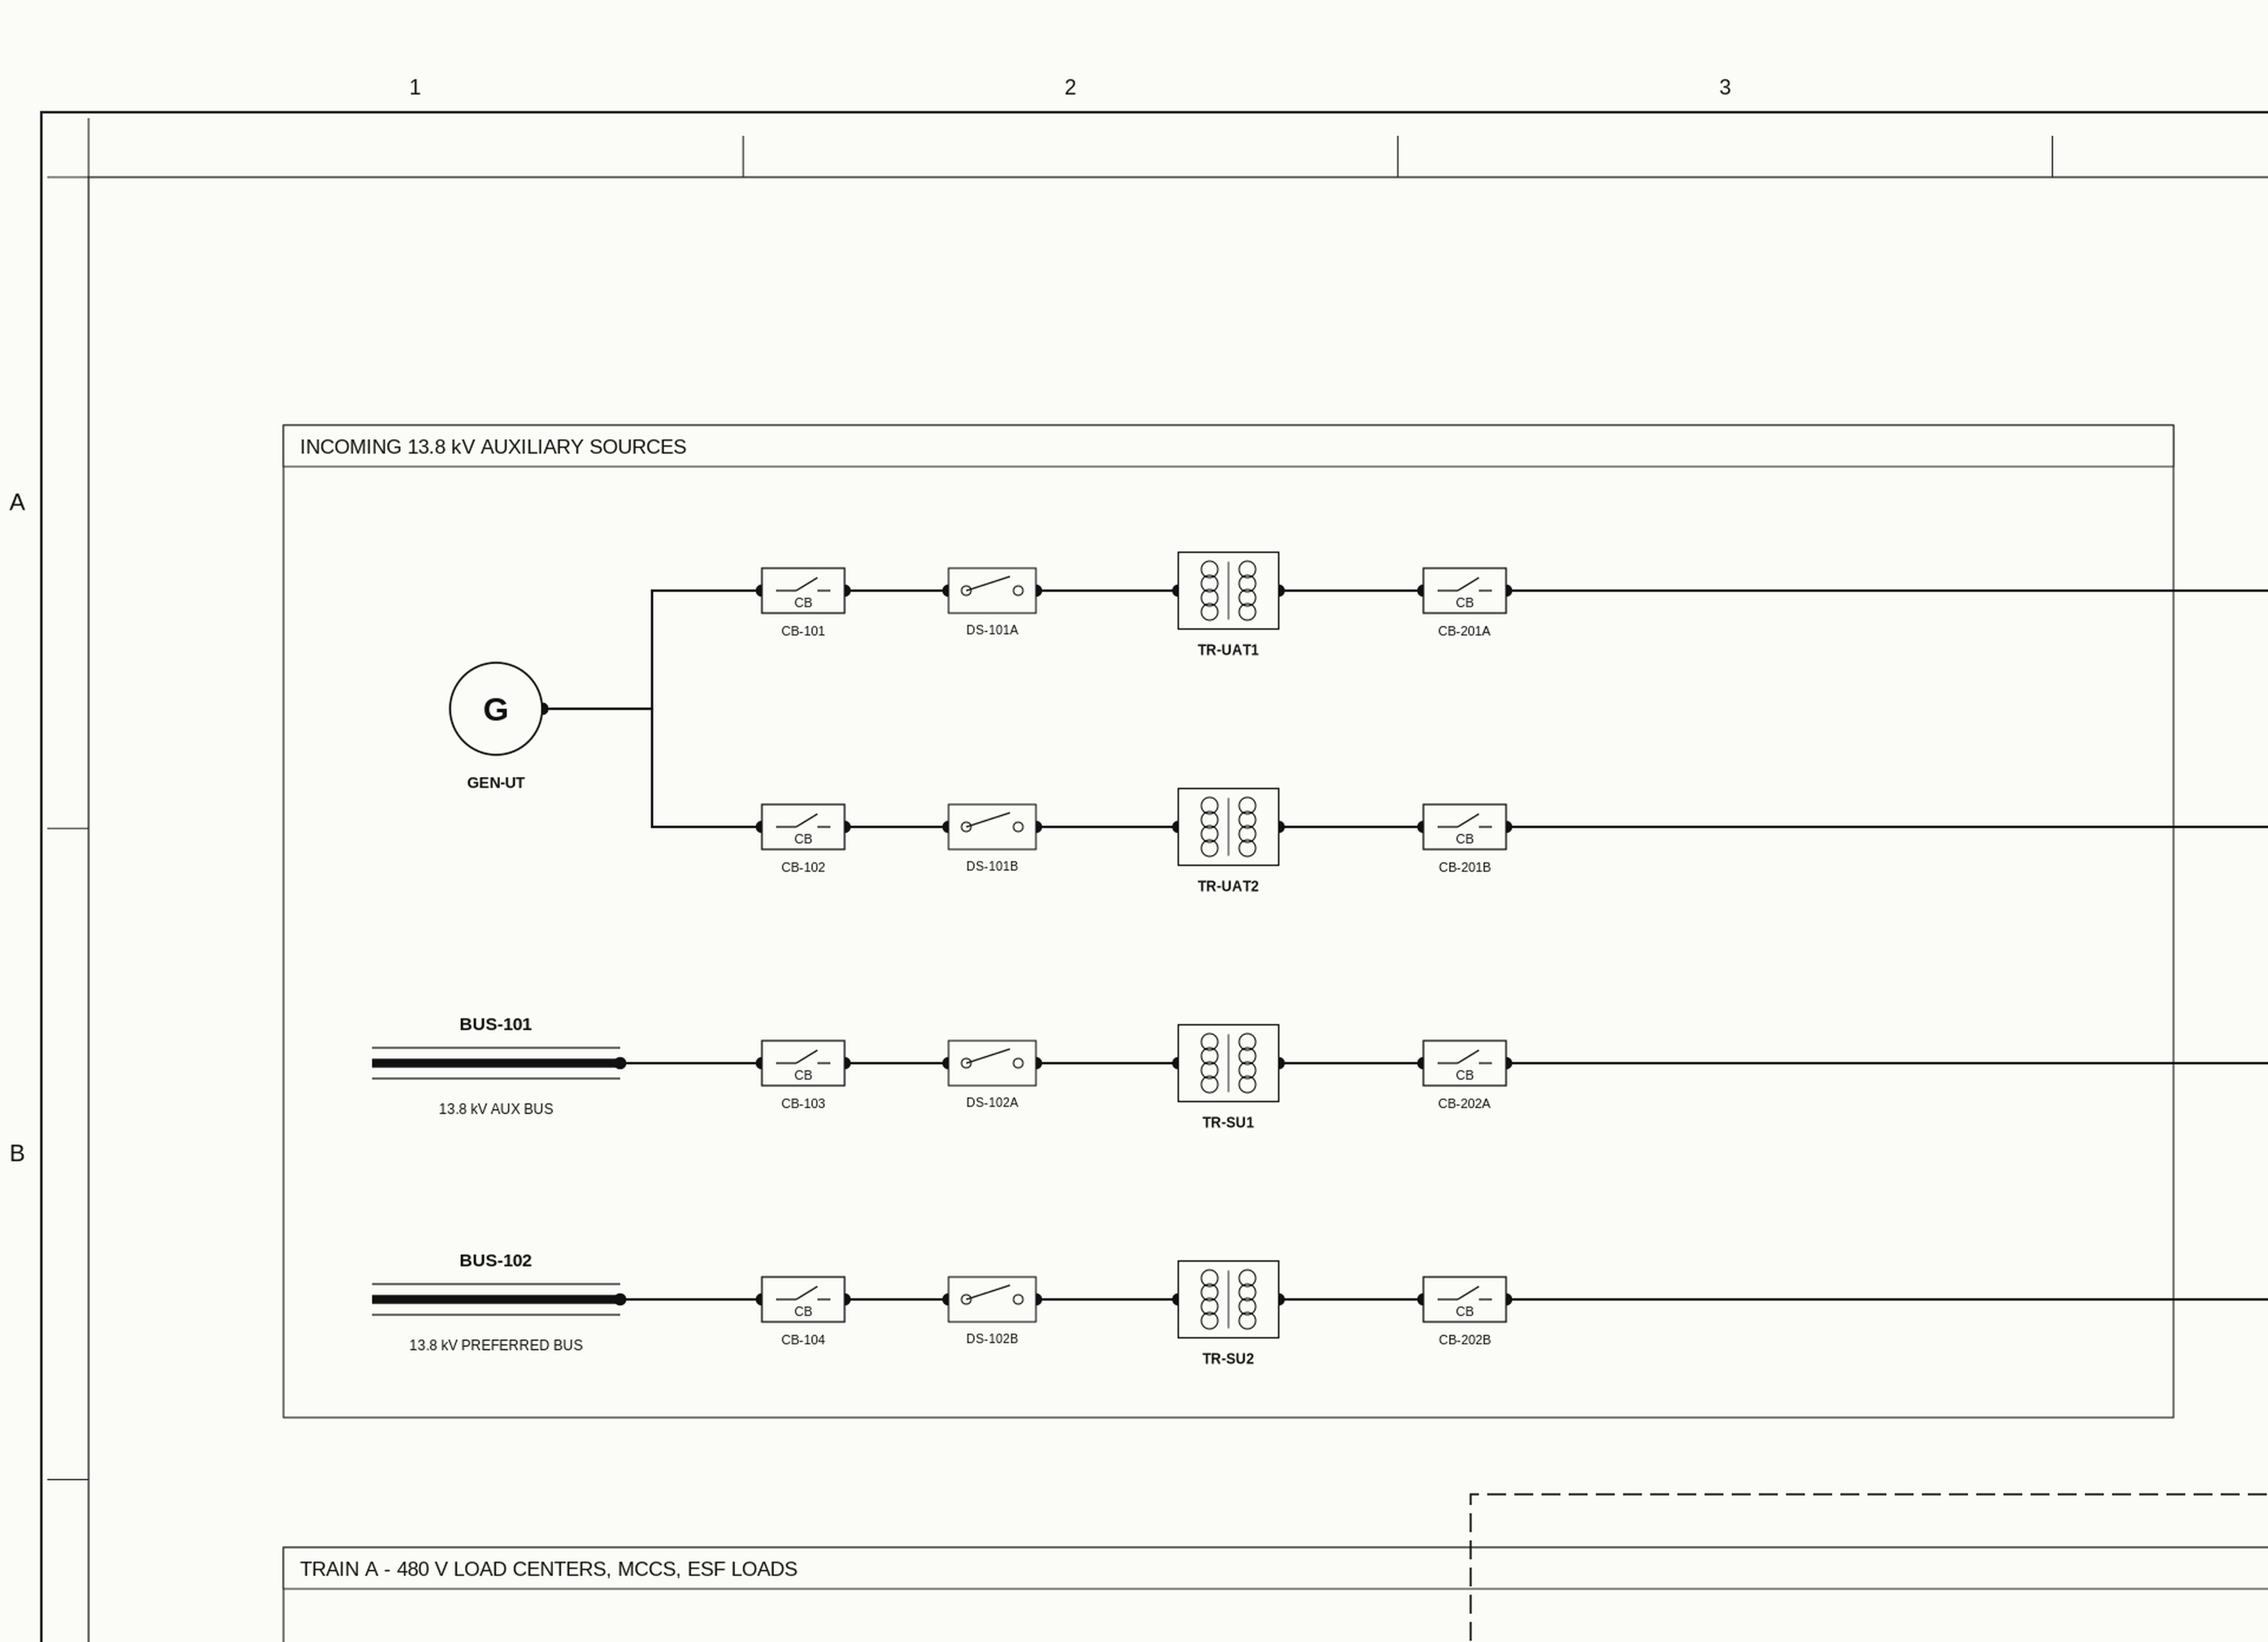 1
2
3
A
INCOMING 13.8 kV AUXILIARY SOURCES
CB
CB
CB-101
DS-101A
TR-UAT1
CB-201A
G
GEN-UT
CB
CB
CB-102
DS-101B
TR-UAT2
CB-201B
B
BUS-101
13.8 kV AUX BUS
CB
CB
CB-103
DS-102A
TR-SU1
CB-202A
BUS-102
13.8 kV PREFERRED BUS
CB
CB
CB-104
DS-102B
TR-SU2
CB-202B
TRAIN A - 480 V LOAD CENTERS, MCCS, ESF LOADS